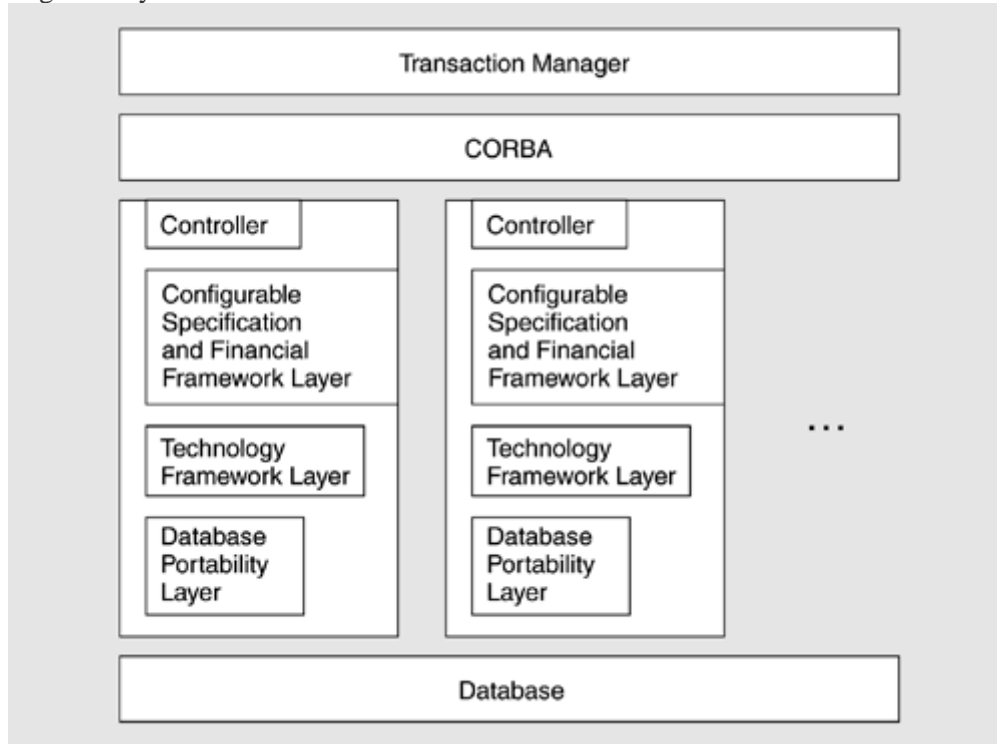 Transaction Manager
CORBA
Controller
Configurable
Specification
and Financial
Framework Layer
Technology
Framework Layer
Database
Portability
Layer
Controller
Configurable
Specification
and Financial
Framework Layer
Technology
Framework Layer
Database
Portability
Layer
...
Database